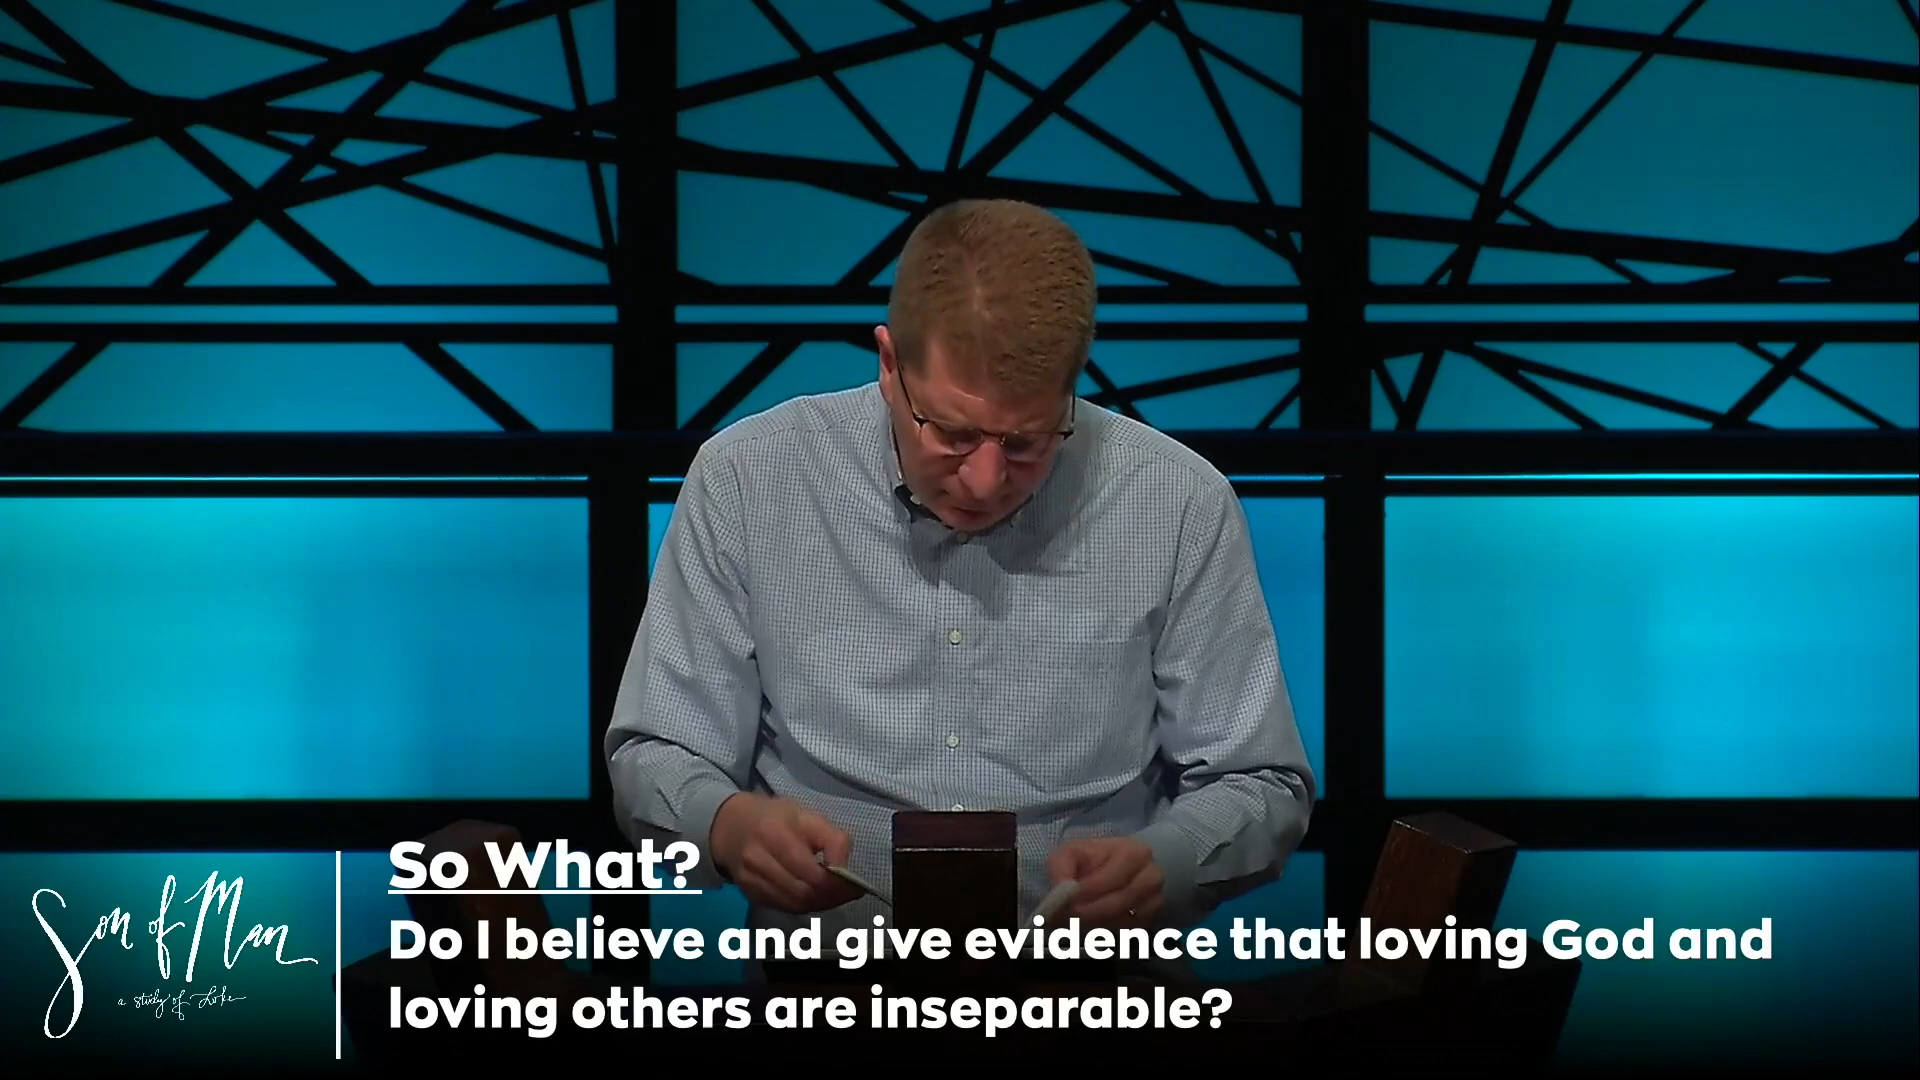 Son of Man
a study of Luke
So What?
Do I believe and give evidence that loving God and
loving others are inseparable?